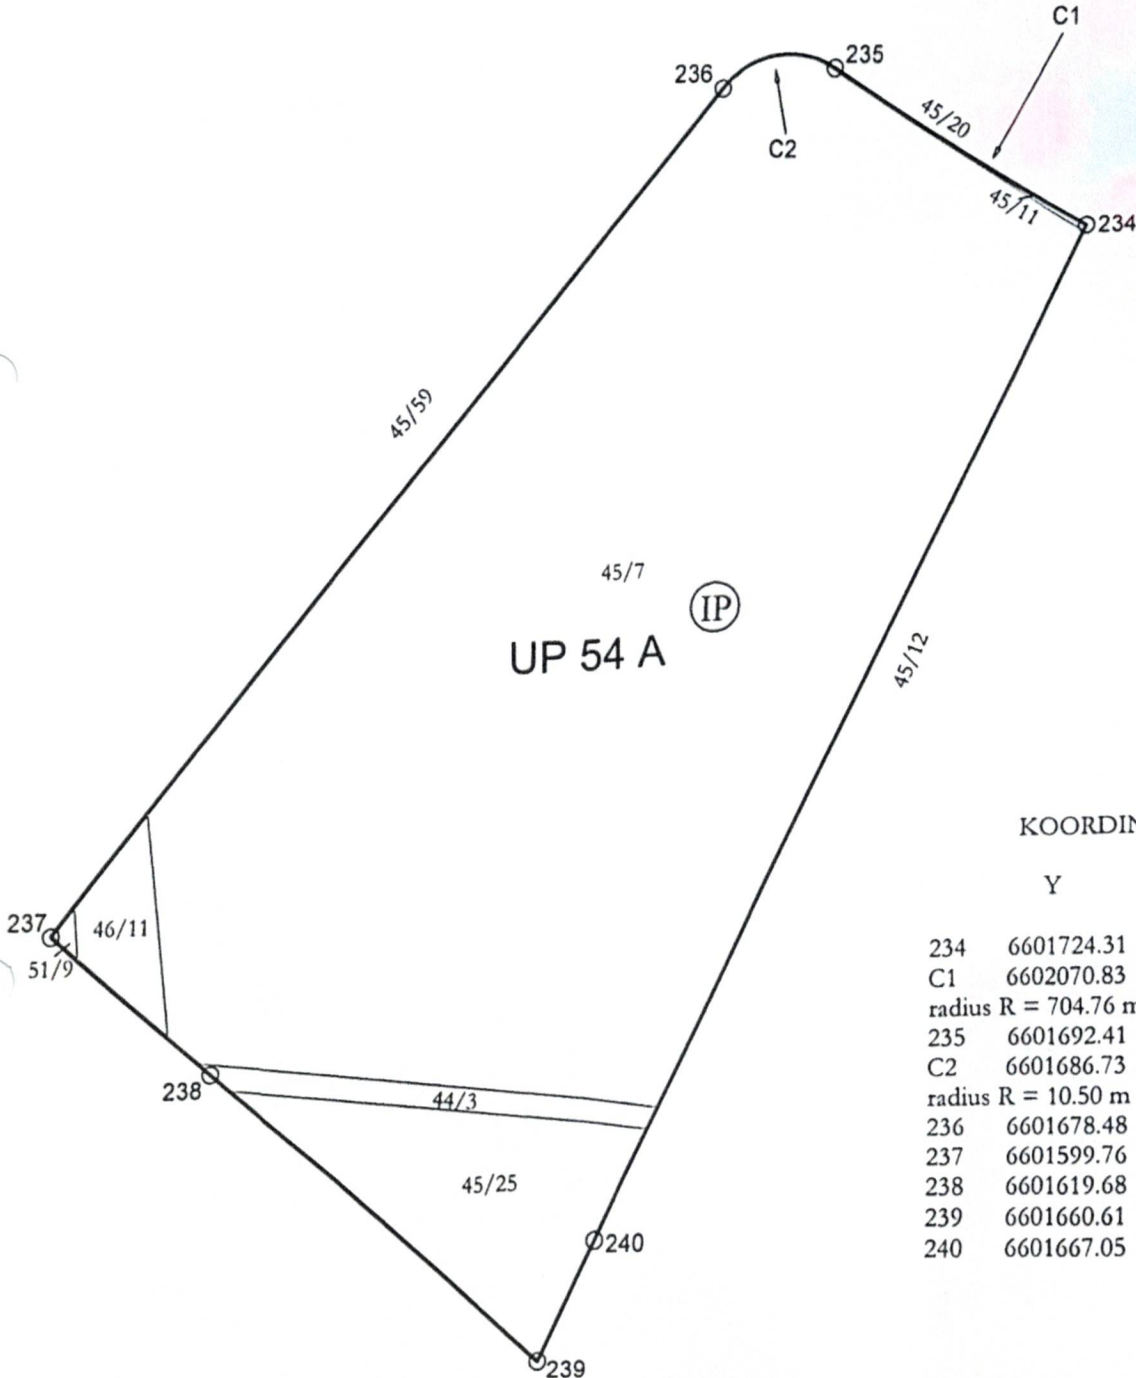 C1
235
236
45/20
C2
45/11
234
45/59
45/7
IP
UP 54 A
45/12
KOORDIN
Y
237
46/11
51/9
234 6601724.31
C1 6602070.83
radius R = 704.76 m
235 6601692.41
C2 6601686.73
radius R = 10.50 m
236 6601678.48
237 6601599.76
238 6601619.68
239 6601660.61
240 6601667.05
238
44/3
45/25
240
239